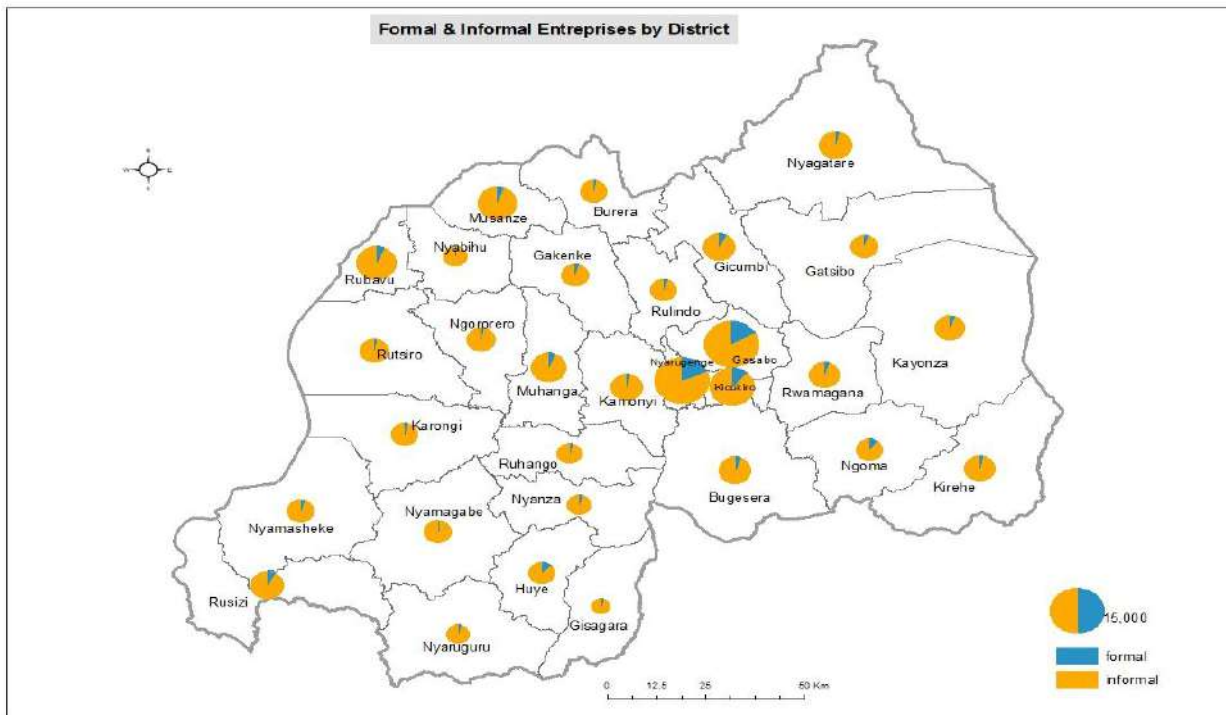 Formal & Informal Entreprises by District
Nyagatare
Musanze
Burera
Nyabihu
Gakenke
Gicumbi
Gatsibo
Rubavu
Rulindo
Ngorprero
Rutsiro
Nyarugenge
Gasabo
Kayonza
Muhanga
Kamonyi
Kicukiro
Rwamagana
Karongi
Ruhango
Ngoma
Bugesera
Kirehe
Nyanza
Nyamagabe
Nyamasheke
Huye
Rusizi
Gisagara
Nyaruguru
15,000
formal
informal
0 12.5 25 50 Km